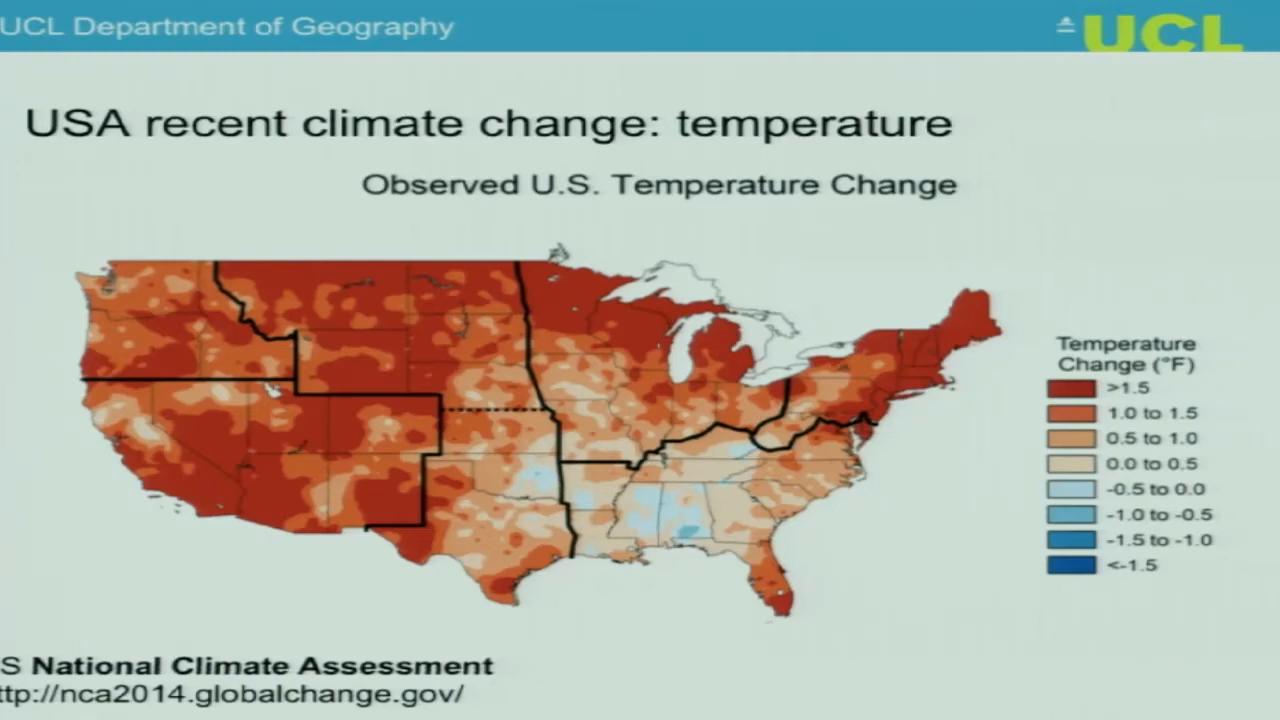 UCL Department of Geography
UCL
USA recent climate change: temperature
Observed U.S. Temperature Change
Temperature
Change (°F)
>1.5
1.0 to 1.5
0.5 to 1.0
0.0 to 0.5
-0.5 to 0.0
-1.0 to -0.5
-1.5 to -1.0
<-1.5
S National Climate Assessment
ttp://nca2014.globalchange.gov/